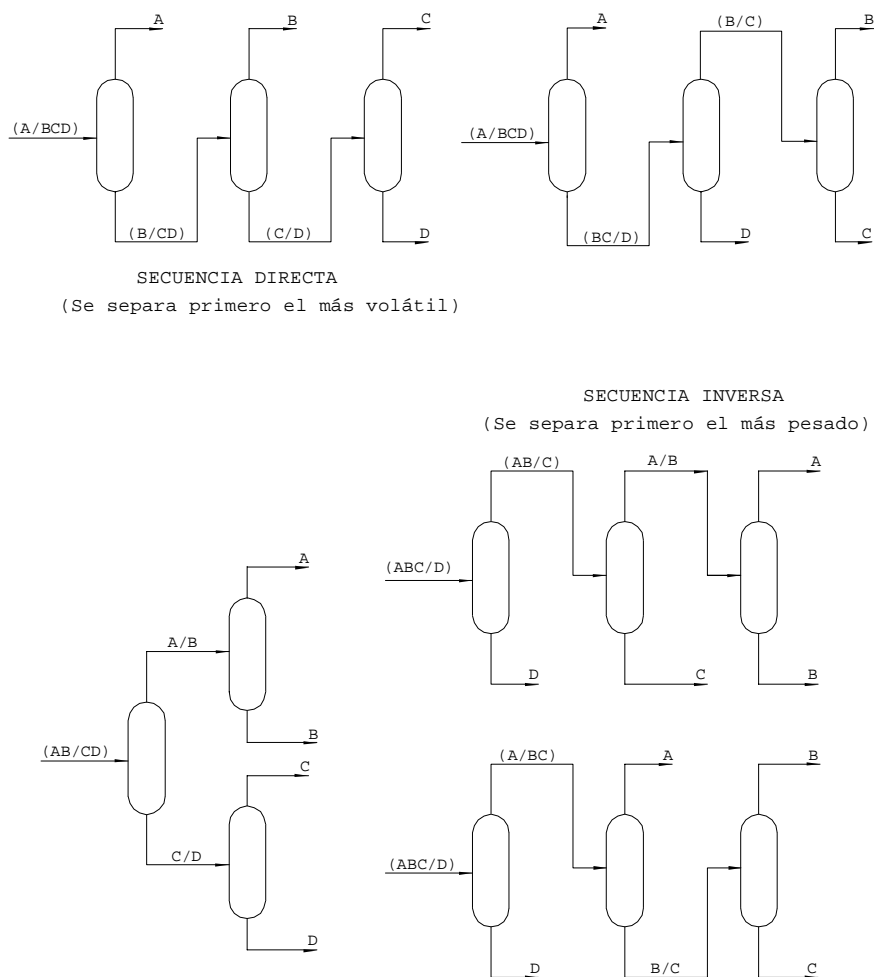 A
B
C
(A/BCD)
(B/CD)
(C/D)
D
SECUENCIA DIRECTA
(Se separa primero el más volátil)
A
(B/C)
B
(A/BCD)
(BC/D)
D
C
SECUENCIA INVERSA
(Se separa primero el más pesado)
(AB/C)
A/B
A
(ABC/D)
D
C
B
A
A/B
(AB/CD)
B
C
C/D
D
(A/BC)
A
B
(ABC/D)
D
B/C
C